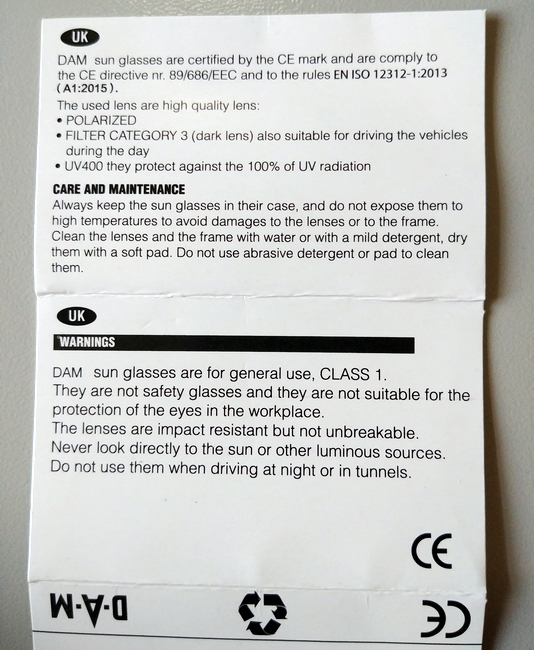 UK
DAM sun glasses are certified by the CE mark and are comply to
the CE directive nr. 89/686/EEC and to the rules EN ISO 12312-1:2013
(A1:2015).
The used lens are high quality lens:
• POLARIZED
• FILTER CATEGORY 3 (dark lens) also suitable for driving the vehicles
during the day
• UV400 they protect against the 100% of UV radiation
CARE AND MAINTENANCE
Always keep the sun glasses in their case, and do not expose them to
high temperatures to avoid damages to the lenses or to the frame.
Clean the lenses and the frame with water or with a mild detergent, dry
them with a soft pad. Do not use abrasive detergent or pad to clean
them.
UK
WARNINGS
DAM sun glasses are for general use, CLASS 1.
They are not safety glasses and they are not suitable for the
protection of the eyes in the workplace.
The lenses are impact resistant but not unbreakable.
Never look directly to the sun or other luminous sources.
Do not use them when driving at night or in tunnels.
CE
D-A-M
CE